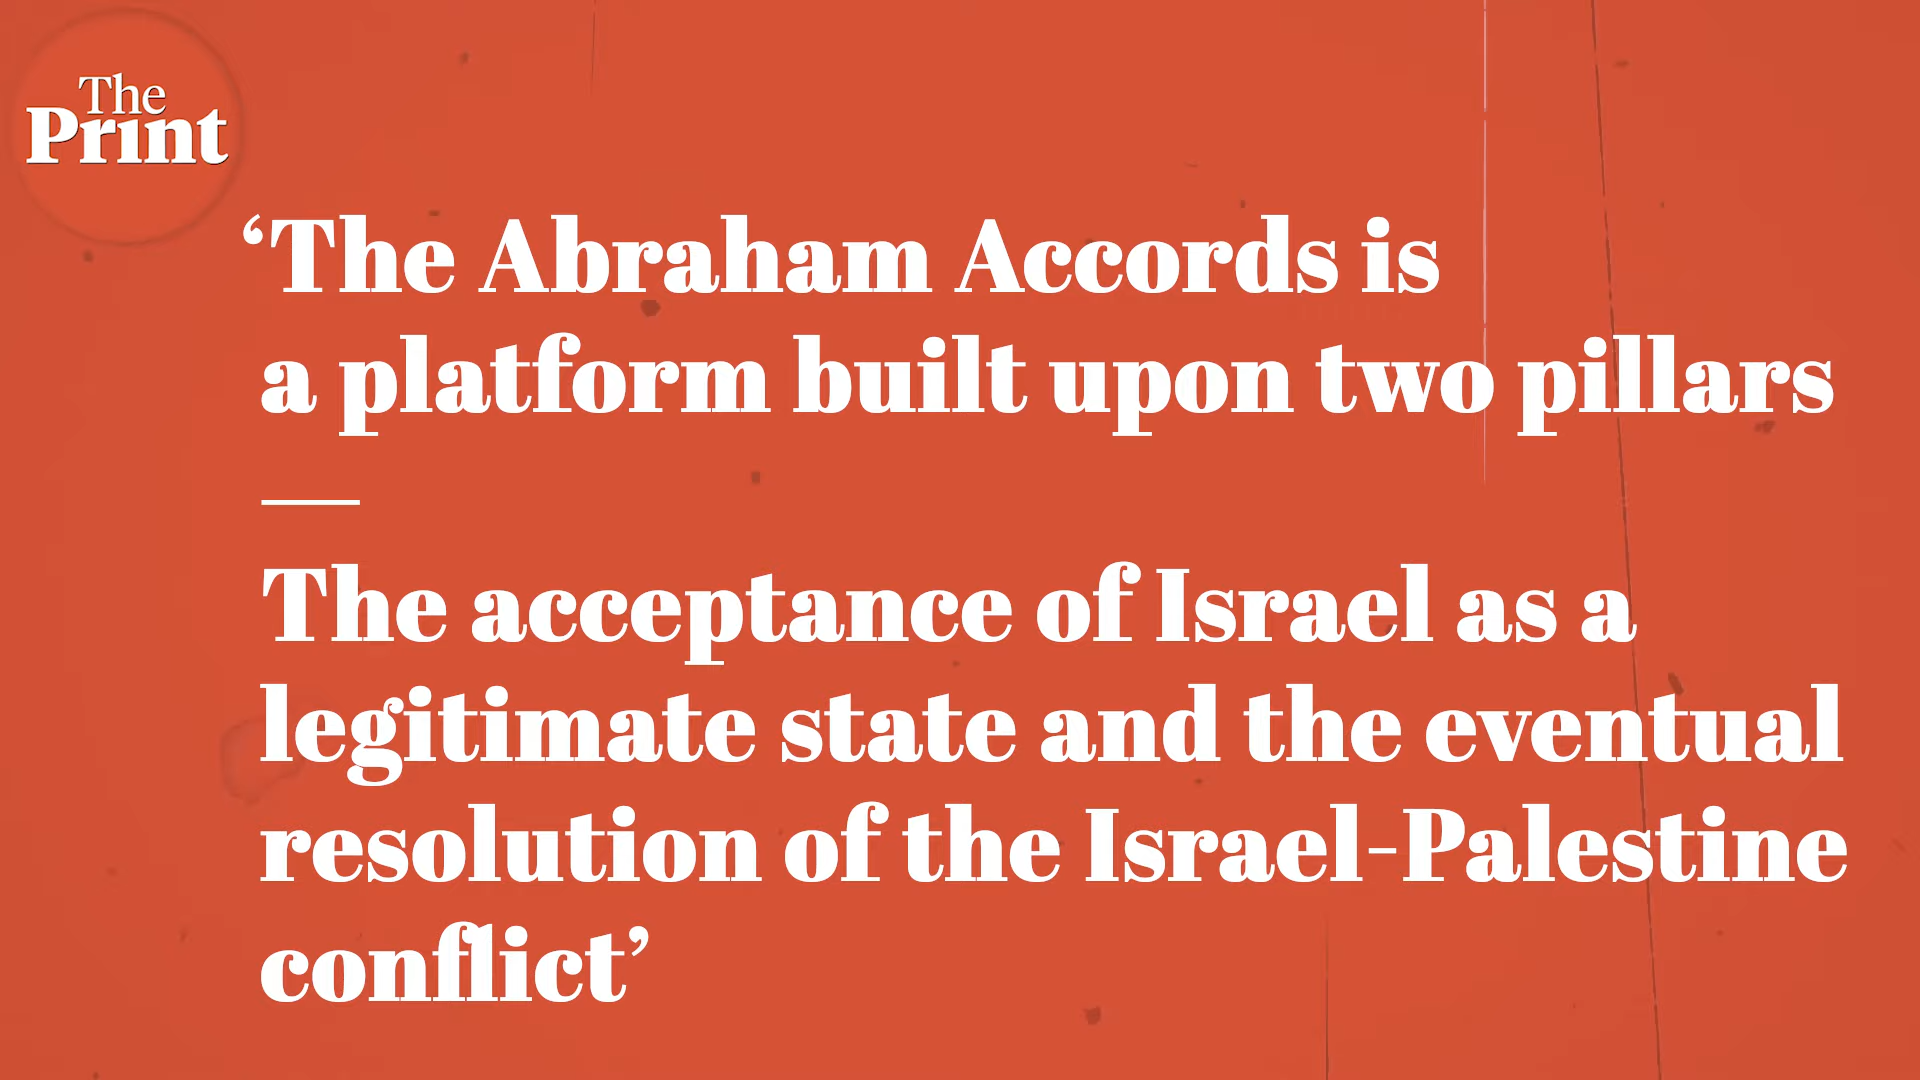 The
Print
‘The Abraham Accords is
a platform built upon two pillars
—
The acceptance of Israel as a
legitimate state and the eventual
resolution of the Israel-Palestine
conflict’